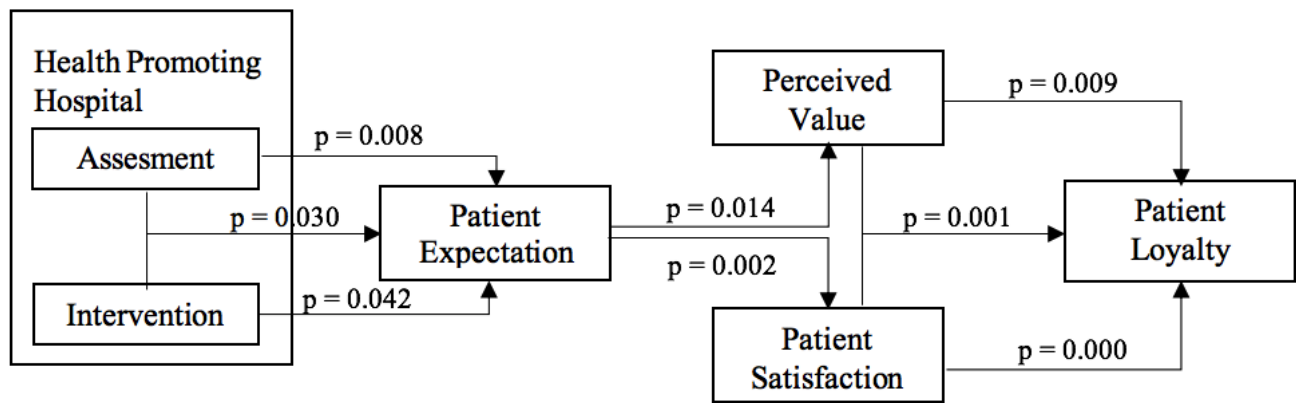 Health Promoting
Hospital
Assesment
p = 0.008
p = 0.030
Intervention
p = 0.042
Patient
Expectation
p = 0.014
p = 0.002
Perceived
Value
p = 0.009
p = 0.001
Patient
Satisfaction
p = 0.000
Patient
Loyalty